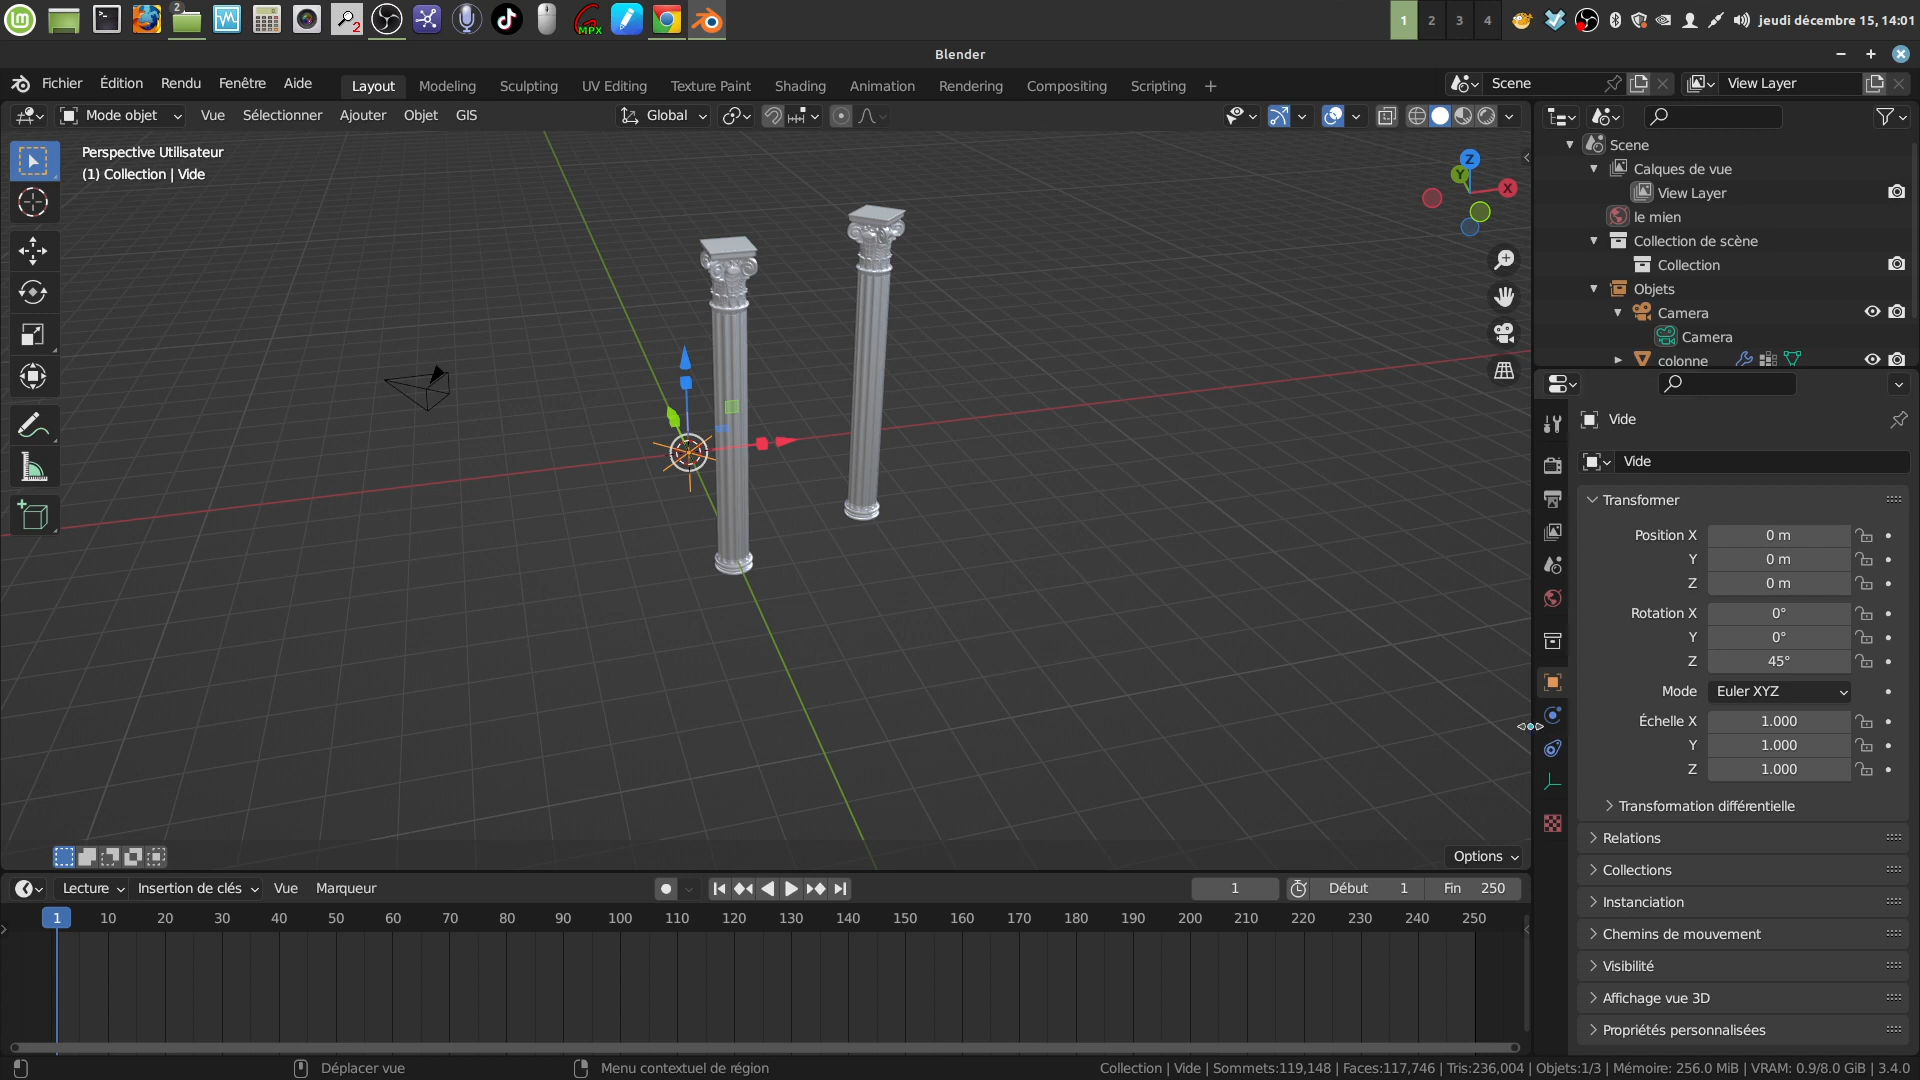 2
MPX
1 2 3 4
jeudi décembre 15, 14:01
Blender
Fichier Édition Rendu Fenêtre Aide
Layout Modeling Sculpting UV Editing Texture Paint Shading Animation Rendering Compositing Scripting +
Scene
View Layer
Mode objet Vue Sélectionner Ajouter Objet GIS
Global
Perspective Utilisateur
(1) Collection | Vide
Z
Y
X
Scene
Calques de vue
View Layer
le mien
Collection de scène
Collection
Objets
Camera
Camera
colonne
Vide
Vide
Transformer
Position X 0 m
Y 0 m
Z 0 m
Rotation X 0°
Y 0°
Z 45°
Mode Euler XYZ
Échelle X 1.000
Y 1.000
Z 1.000
Transformation différentielle
Relations
Collections
Instanciation
Chemins de mouvement
Visibilité
Affichage vue 3D
Propriétés personnalisées
Options
Lecture Insertion de clés Vue Marqueur
1 Début 1 Fin 250
1 10 20 30 40 50 60 70 80 90 100 110 120 130 140 150 160 170 180 190 200 210 220 230 240 250
Déplacer vue Menu contextuel de région
Collection | Vide | Sommets:119,148 | Faces:117,746 | Tris:236,004 | Objets:1/3 | Mémoire: 256.0 MiB | VRAM: 0.9/8.0 GiB | 3.4.0